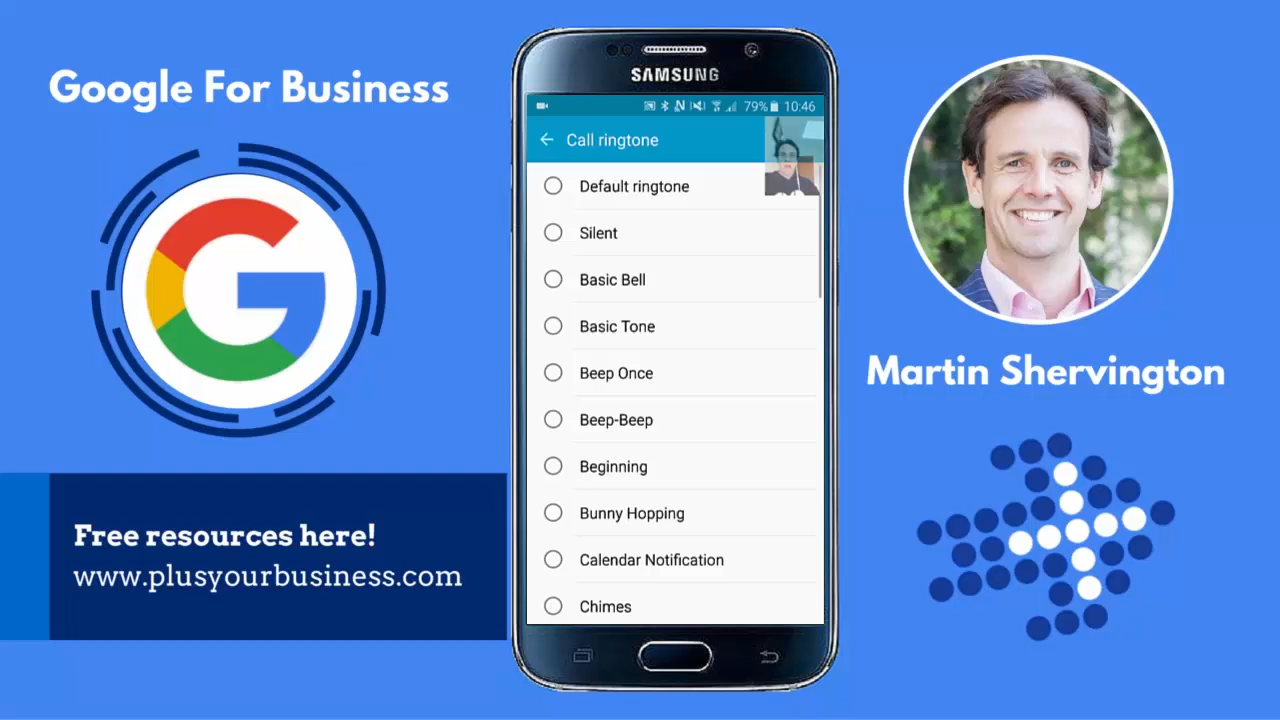 Google For Business
Free resources here!
www.plusyourbusiness.com
SAMSUNG
79% 10:46
Call ringtone
Default ringtone
Silent
Basic Bell
Basic Tone
Beep Once
Beep-Beep
Beginning
Bunny Hopping
Calendar Notification
Chimes
Martin Shervington